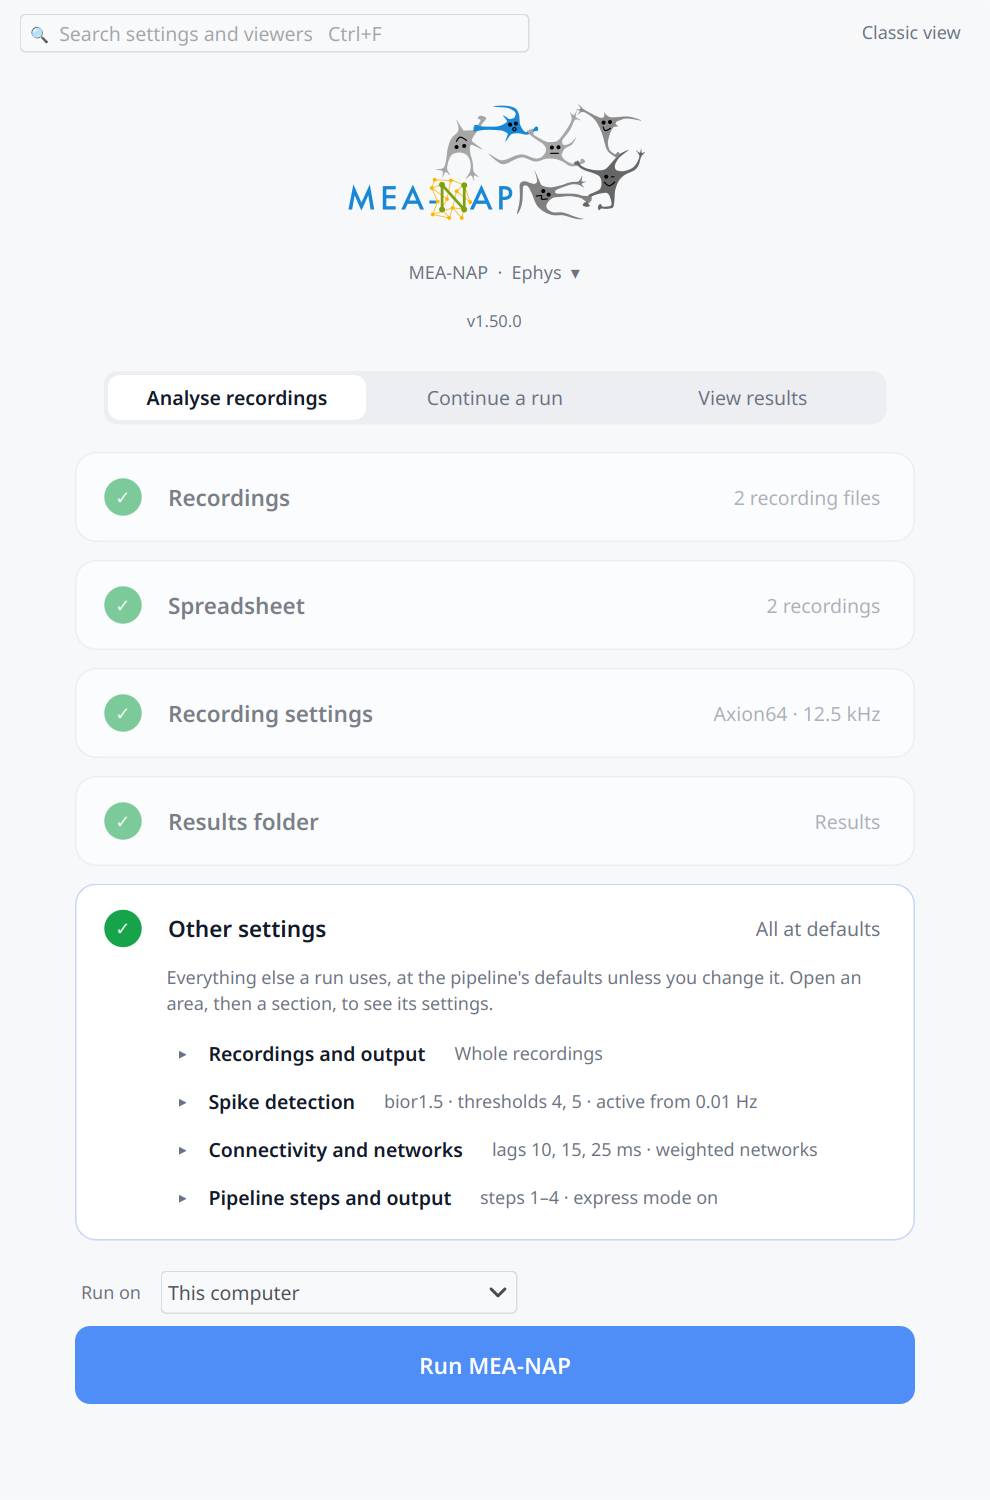 Search settings and viewers Ctrl+F
Classic view
MEA-NAP
MEA-NAP · Ephys ▾
v1.50.0
Analyse recordings
Continue a run
View results
Recordings
2 recording files
Spreadsheet
2 recordings
Recording settings
Axion64 · 12.5 kHz
Results folder
Results
Other settings
All at defaults
Everything else a run uses, at the pipeline's defaults unless you change it. Open an
area, then a section, to see its settings.
Recordings and output Whole recordings
Spike detection bior1.5 · thresholds 4, 5 · active from 0.01 Hz
Connectivity and networks lags 10, 15, 25 ms · weighted networks
Pipeline steps and output steps 1–4 · express mode on
Run on This computer
Run MEA-NAP